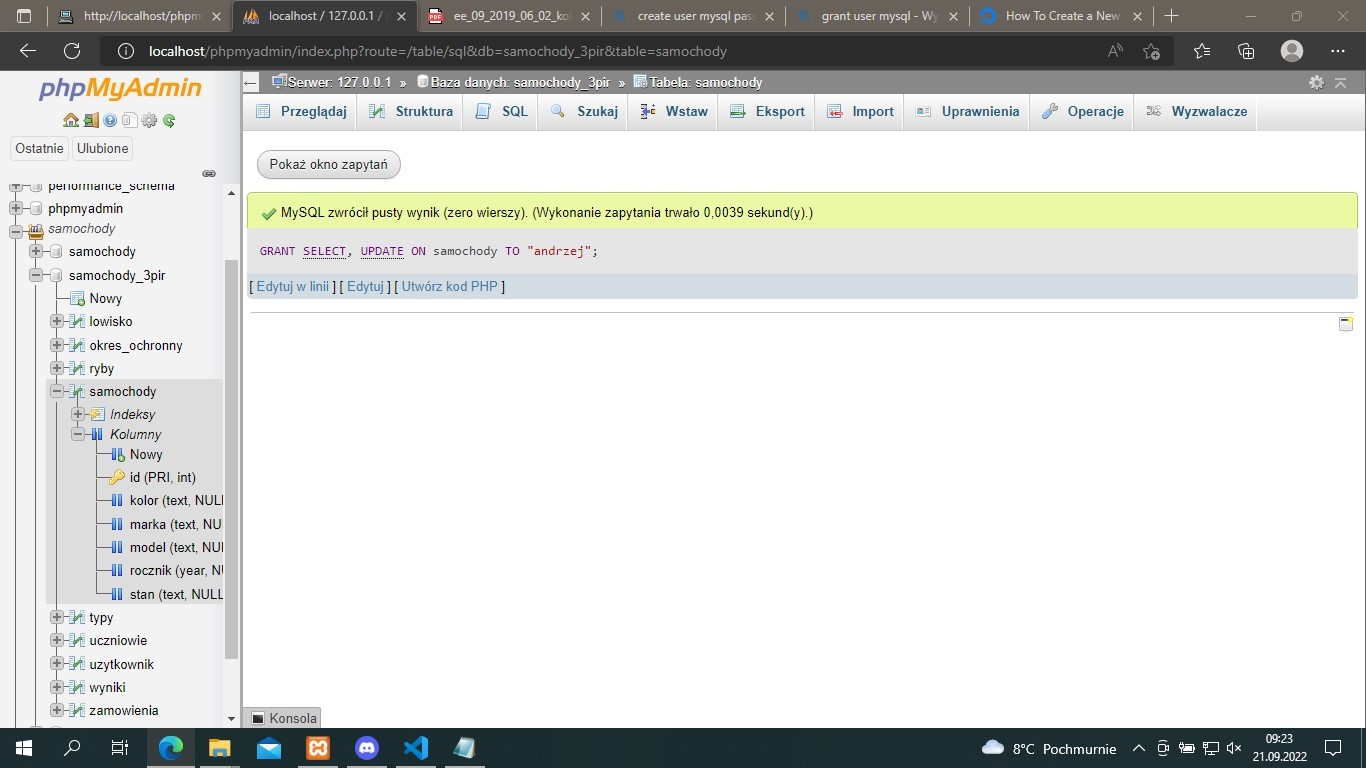 http://localhost/phpm
localhost / 127.0.0.1 /
ee_09_2019_06_02_kol
create user mysql pas
grant user mysql - Wy
How To Create a New
localhost/phpmyadmin/index.php?route=/table/sql&db=samochody_3pir&table=samochody
phpMyAdmin
Ostatnie
Ulubione
performance_schema
phpmyadmin
samochody
samochody
samochody_3pir
Nowy
lowisko
okres_ochronny
ryby
samochody
Indeksy
Kolumny
Nowy
id (PRI, int)
kolor (text, NULL
marka (text, NU
model (text, NU
rocznik (year, N
stan (text, NULL
typy
uczniowie
uzytkownik
wyniki
zamowienia
Serwer: 127.0.0.1 » Baza danych: samochody_3pir » Tabela: samochody
Przeglądaj
Struktura
SQL
Szukaj
Wstaw
Eksport
Import
Uprawnienia
Operacje
Wyzwalacze
Pokaż okno zapytań
MySQL zwrócił pusty wynik (zero wierszy). (Wykonanie zapytania trwało 0,0039 sekund(y).)
GRANT SELECT, UPDATE ON samochody TO "andrzej";
[ Edytuj w linii ] [ Edytuj ] [ Utwórz kod PHP ]
Konsola
8°C Pochmurnie
09:23
21.09.2022